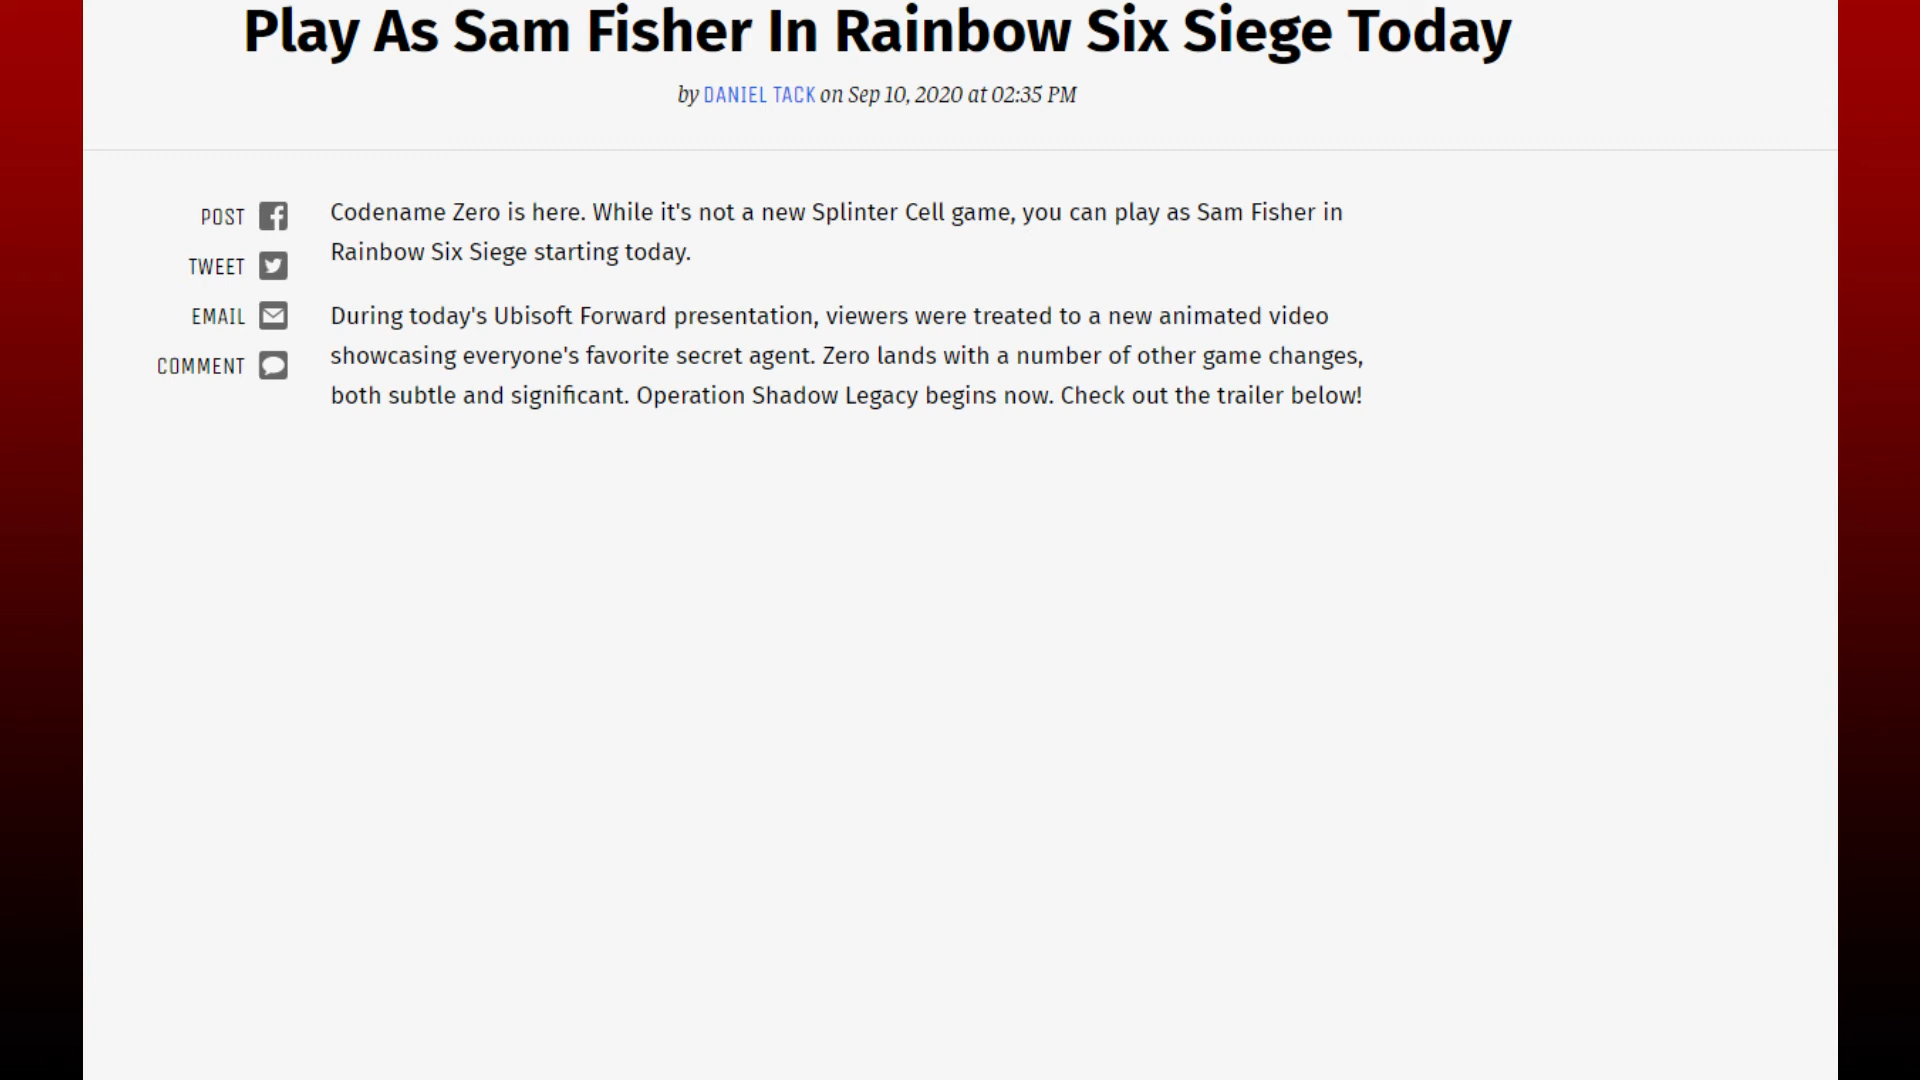 Play As Sam Fisher In Rainbow Six Siege Today
by DANIEL TACK on Sep 10, 2020 at 02:35 PM
POST
TWEET
EMAIL
COMMENT
Codename Zero is here. While it's not a new Splinter Cell game, you can play as Sam Fisher in
Rainbow Six Siege starting today.
During today's Ubisoft Forward presentation, viewers were treated to a new animated video
showcasing everyone's favorite secret agent. Zero lands with a number of other game changes,
both subtle and significant. Operation Shadow Legacy begins now. Check out the trailer below!